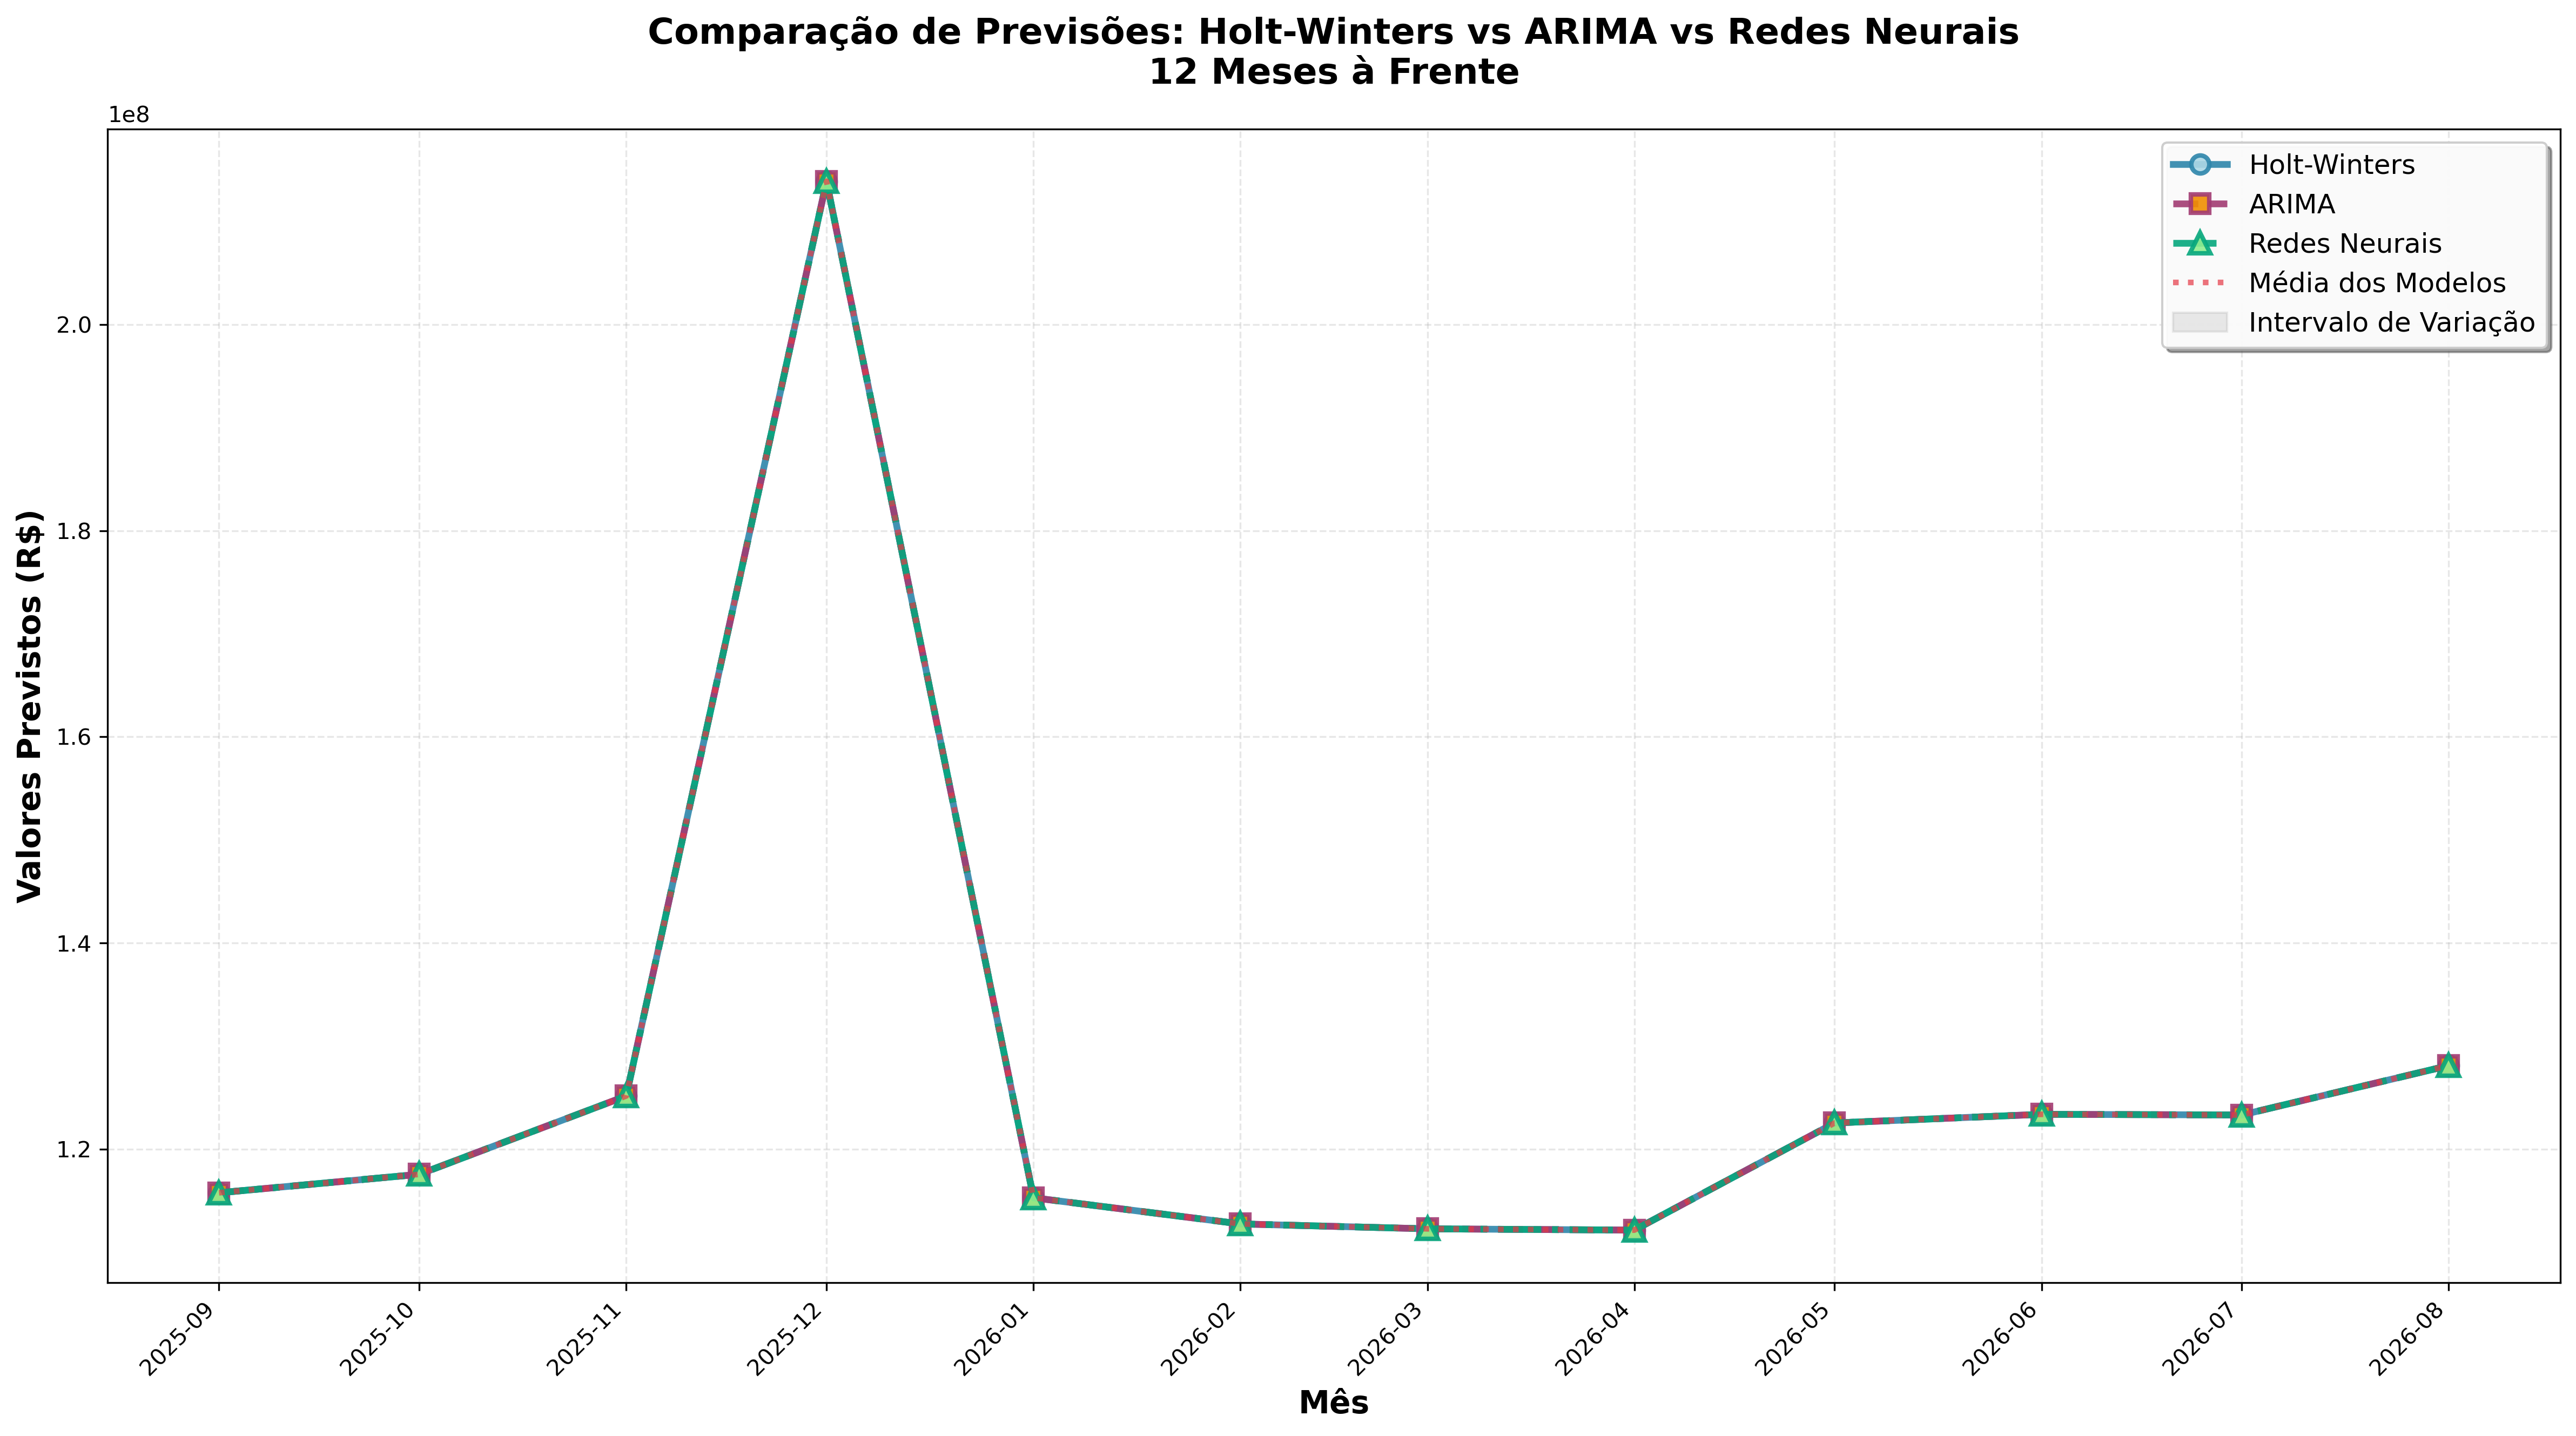 Comparação de Previsões: Holt-Winters vs ARIMA vs Redes Neurais
12 Meses à Frente
1e8
Holt-Winters
ARIMA
Redes Neurais
Média dos Modelos
Intervalo de Variação
Valores Previstos (R$)
2.0
1.8
1.6
1.4
1.2
2025-09
2025-10
2025-11
2025-12
2026-01
2026-02
2026-03
2026-04
2026-05
2026-06
2026-07
2026-08
Mês